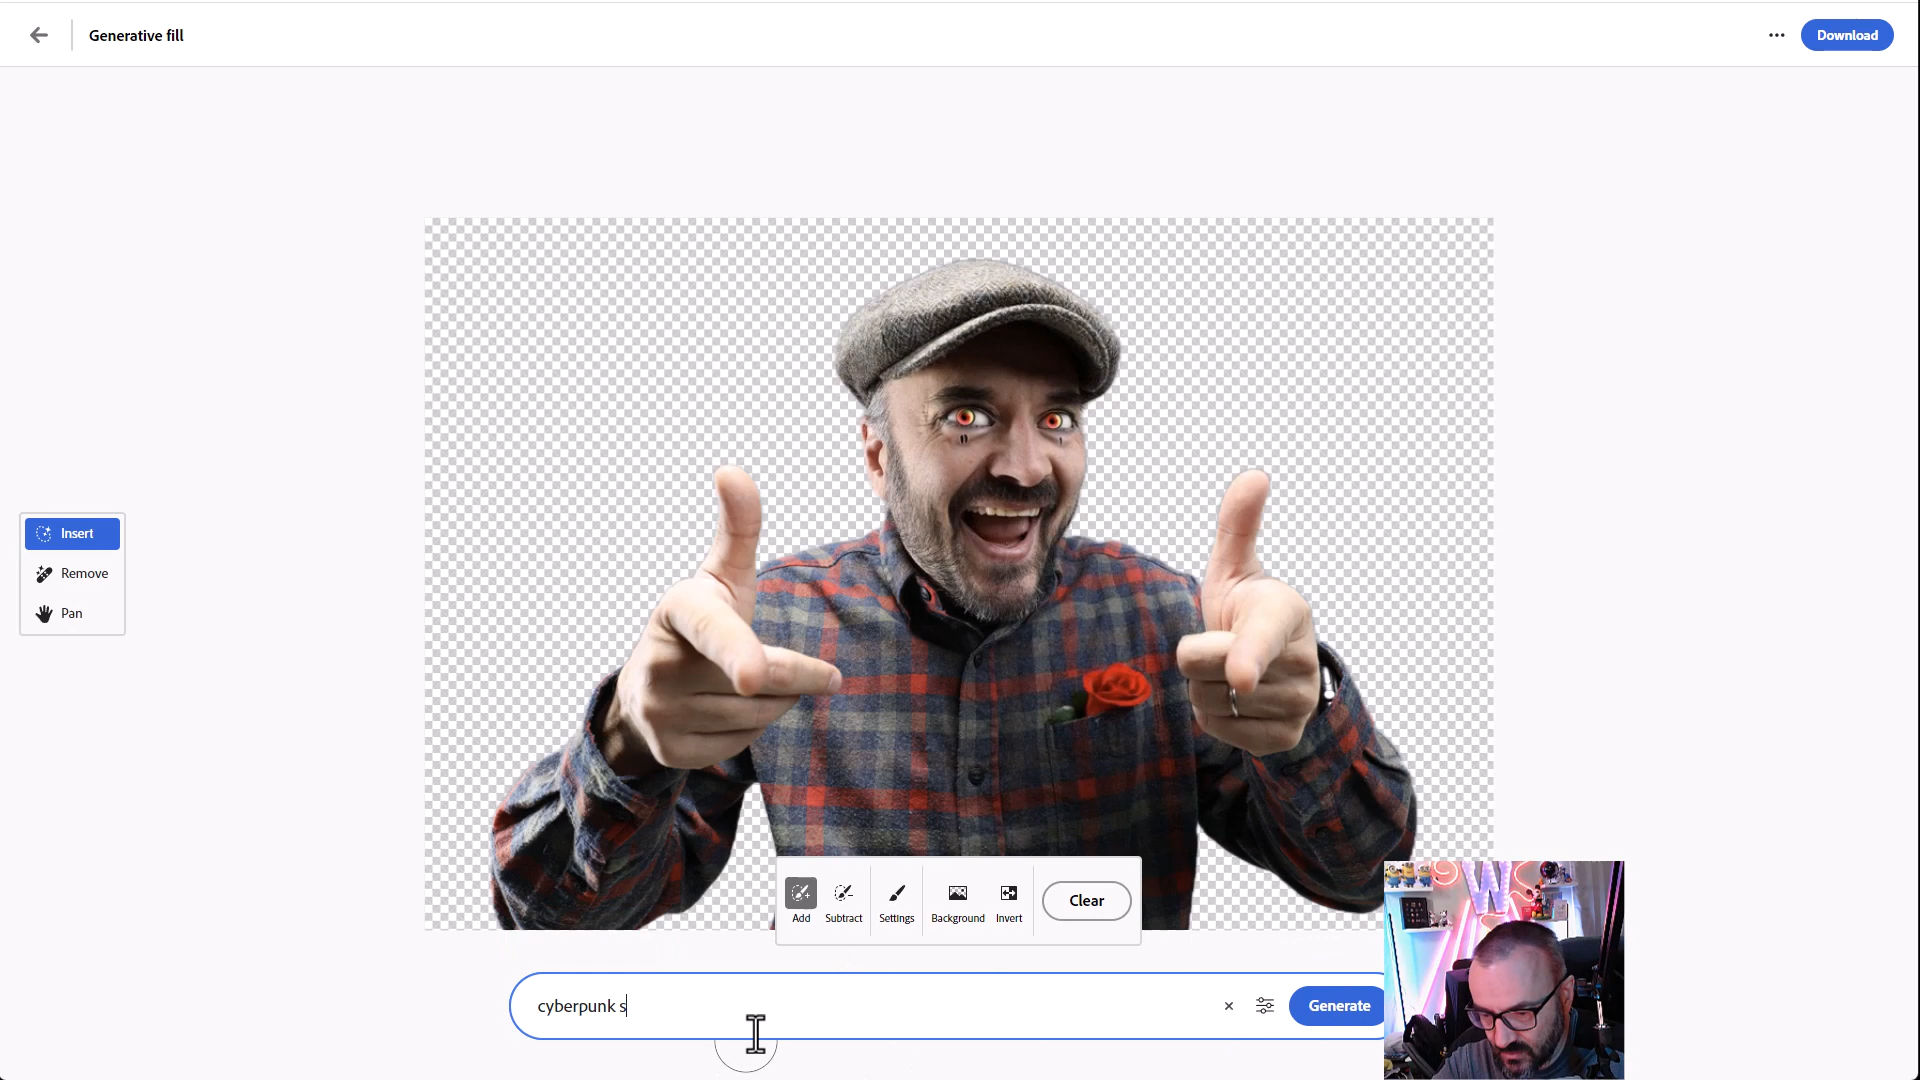 Generative fill
Download
Insert
Remove
Pan
Add
Subtract
Settings
Background
Invert
Clear
cyberpunk s
Generate
W